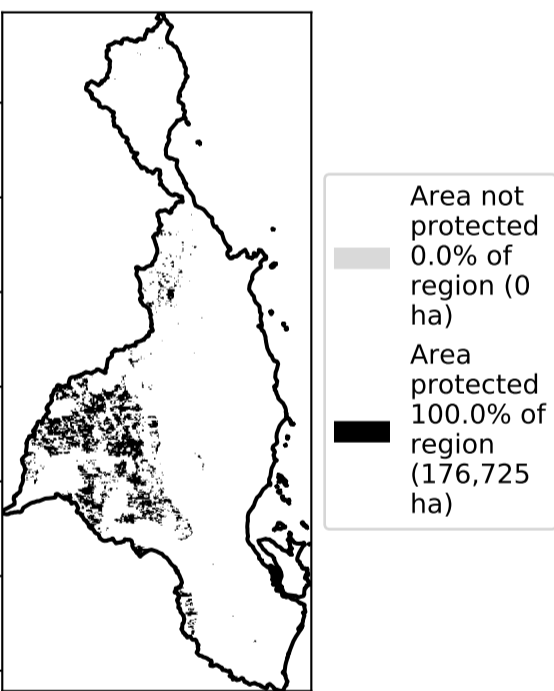 Area not
protected
0.0% of
region (0
ha)
Area
protected
100.0% of
region
(176,725
ha)